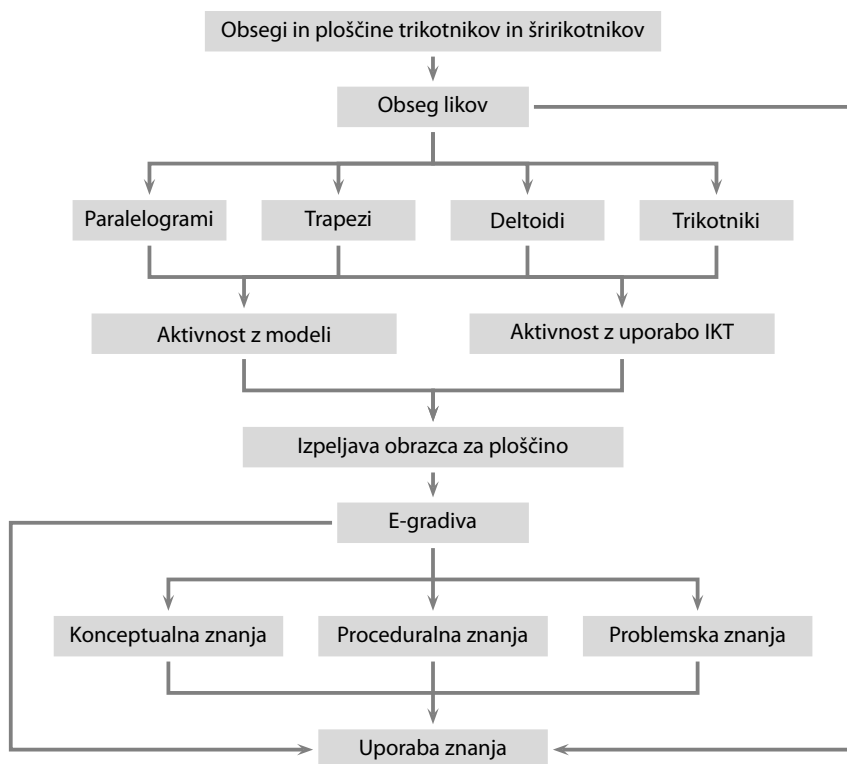 Obsegi in ploščine trikotnikov in šririkotnikov
Obseg likov
Paralelogrami
Trapezi
Deltoidi
Trikotniki
Aktivnost z modeli
Aktivnost z uporabo IKT
Izpeljava obrazca za ploščino
E-gradiva
Konceptualna znanja
Proceduralna znanja
Problemska znanja
Uporaba znanja